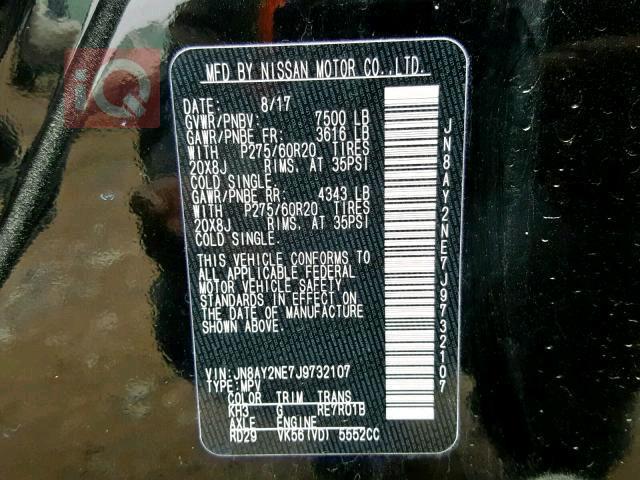 iQ
MFD BY NISSAN MOTOR CO.,LTD.
DATE: 8/17
GVWR/PNBV: 7500 LB
GAWR/PNBE FR: 3616 LB
WITH P275/60R20 TIRES
20X8J RIMS, AT 35PSI
COLD SINGLE.
GAWR/PNBE RR: 4343 LB
WITH P275/60R20 TIRES
20X8J RIMS, AT 35PSI
COLD SINGLE.
THIS VEHICLE CONFORMS TO
ALL APPLICABLE FEDERAL
MOTOR VEHICLE SAFETY
STANDARDS IN EFFECT ON
THE DATE OF MANUFACTURE
SHOWN ABOVE.
VIN:JN8AY2NE7J9732107
TYPE:MPV
COLOR TRIM TRANS
KH3 G RE7R01B
AXLE ENGINE
RD29 VK56(VD) 5552CC
JN8AY2NE7J9732107